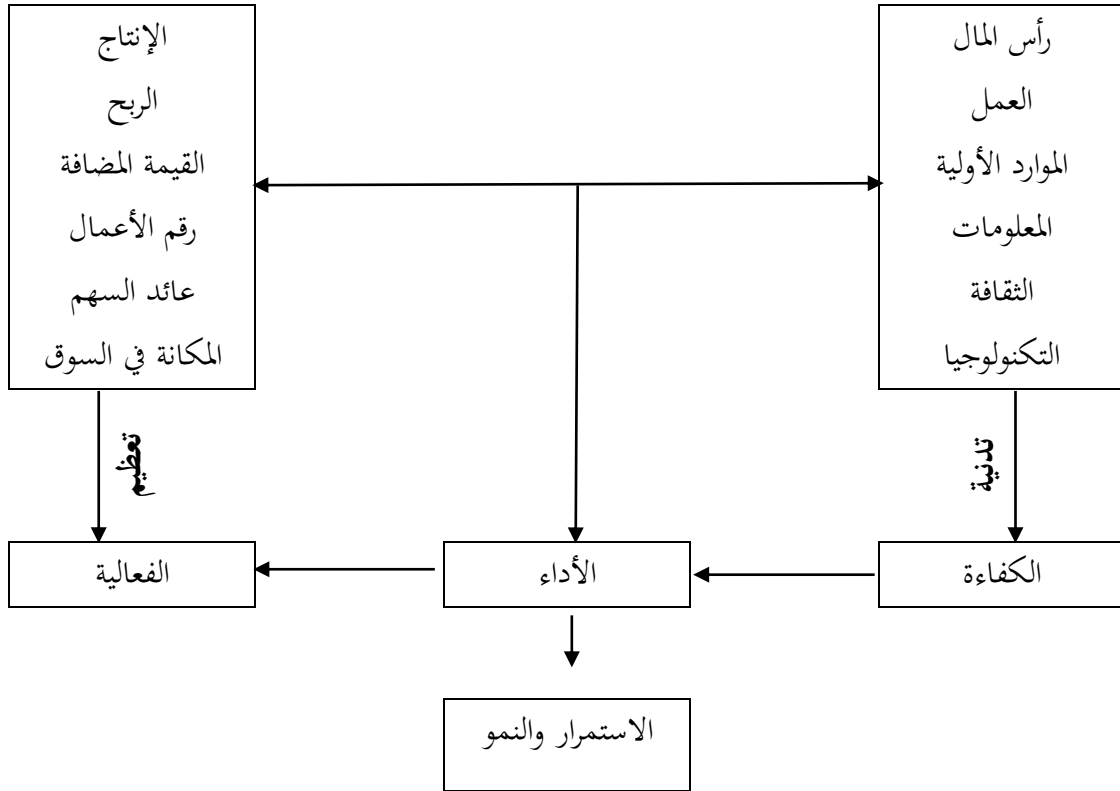 رأس المال
العمل
الموارد الأولية
المعلومات
الثقافة
التكنولوجيا
الإنتاج
الربح
القيمة المضافة
رقم الأعمال
عائد السهم
المكانة في السوق
تدنية
تعظيم
الكفاءة
الأداء
الفعالية
الاستمرار والنمو